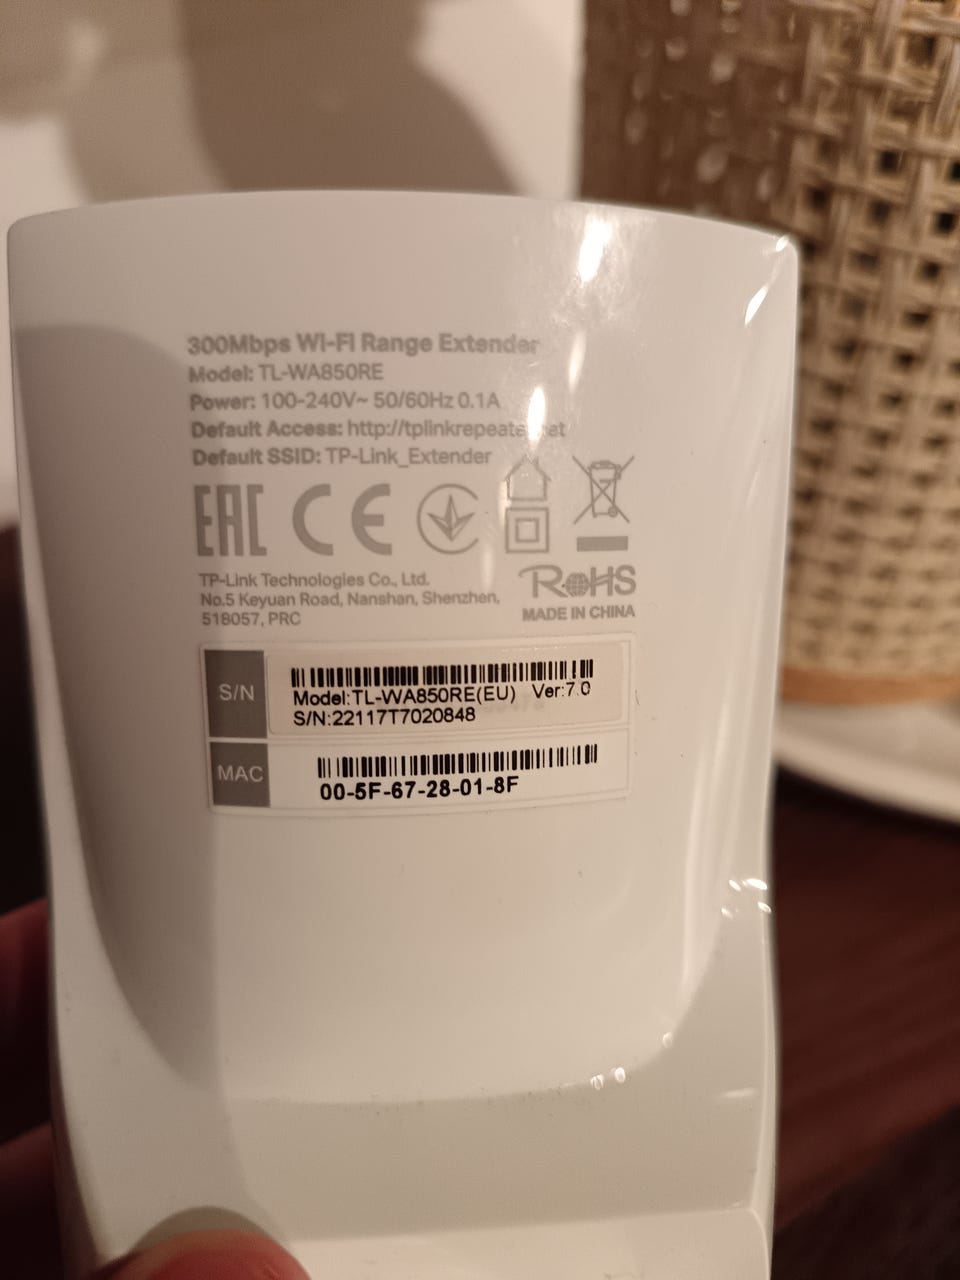 300Mbps Wi-Fi Range Extender
Model: TL-WA850RE
Power: 100-240V~ 50/60Hz 0.1A
Default Access:
Default SSID: TP-Link_Extender
EAC CE
TP-Link Technologies Co., Ltd.
No.5 Keyuan Road, Nanshan, Shenzhen,
518057, PRC
RoHS
MADE IN CHINA
S/N
Model:TL-WA850RE(EU) Ver:7.0
S/N:22117T7020848
MAC
00-5F-67-28-01-8F